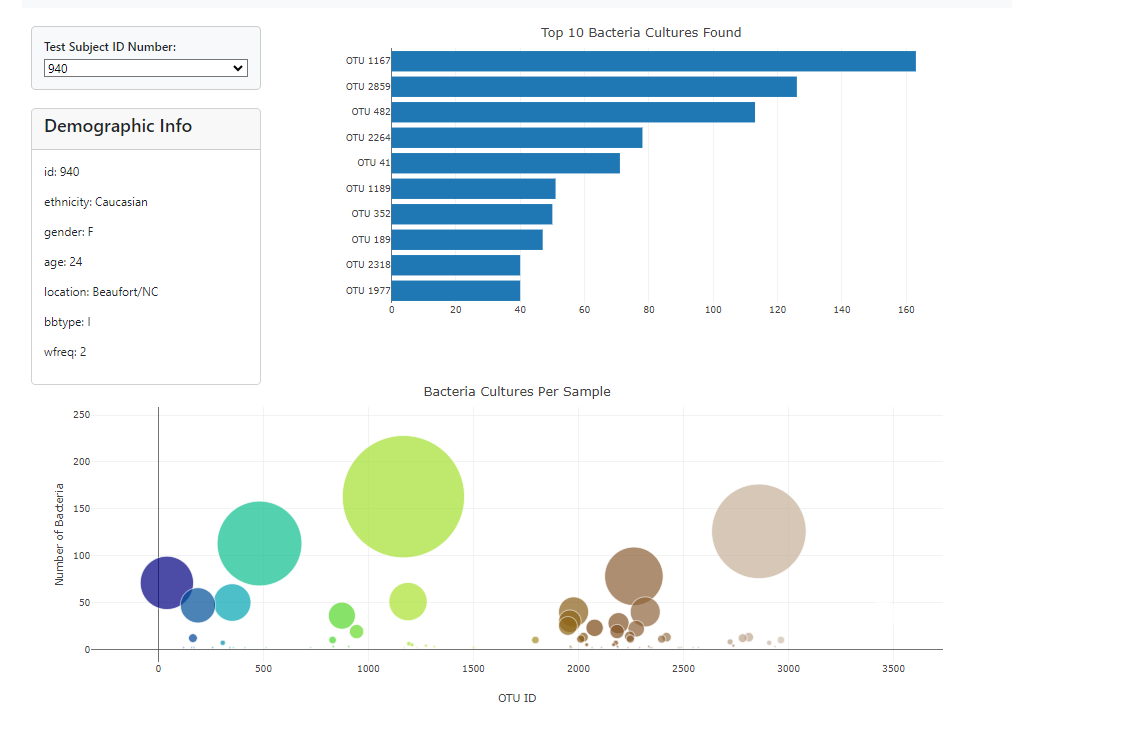 Test Subject ID Number:
940
Demographic Info
id: 940
ethnicity: Caucasian
gender: F
age: 24
location: Beaufort/NC
bbtype: I
wfreq: 2
Top 10 Bacteria Cultures Found
OTU 1167
OTU 2859
OTU 482
OTU 2264
OTU 41
OTU 1189
OTU 352
OTU 189
OTU 2318
OTU 1977
0 20 40 60 80 100 120 140 160
Bacteria Cultures Per Sample
Number of Bacteria
250
200
150
100
50
0
0 500 1000 1500 2000 2500 3000 3500
OTU ID